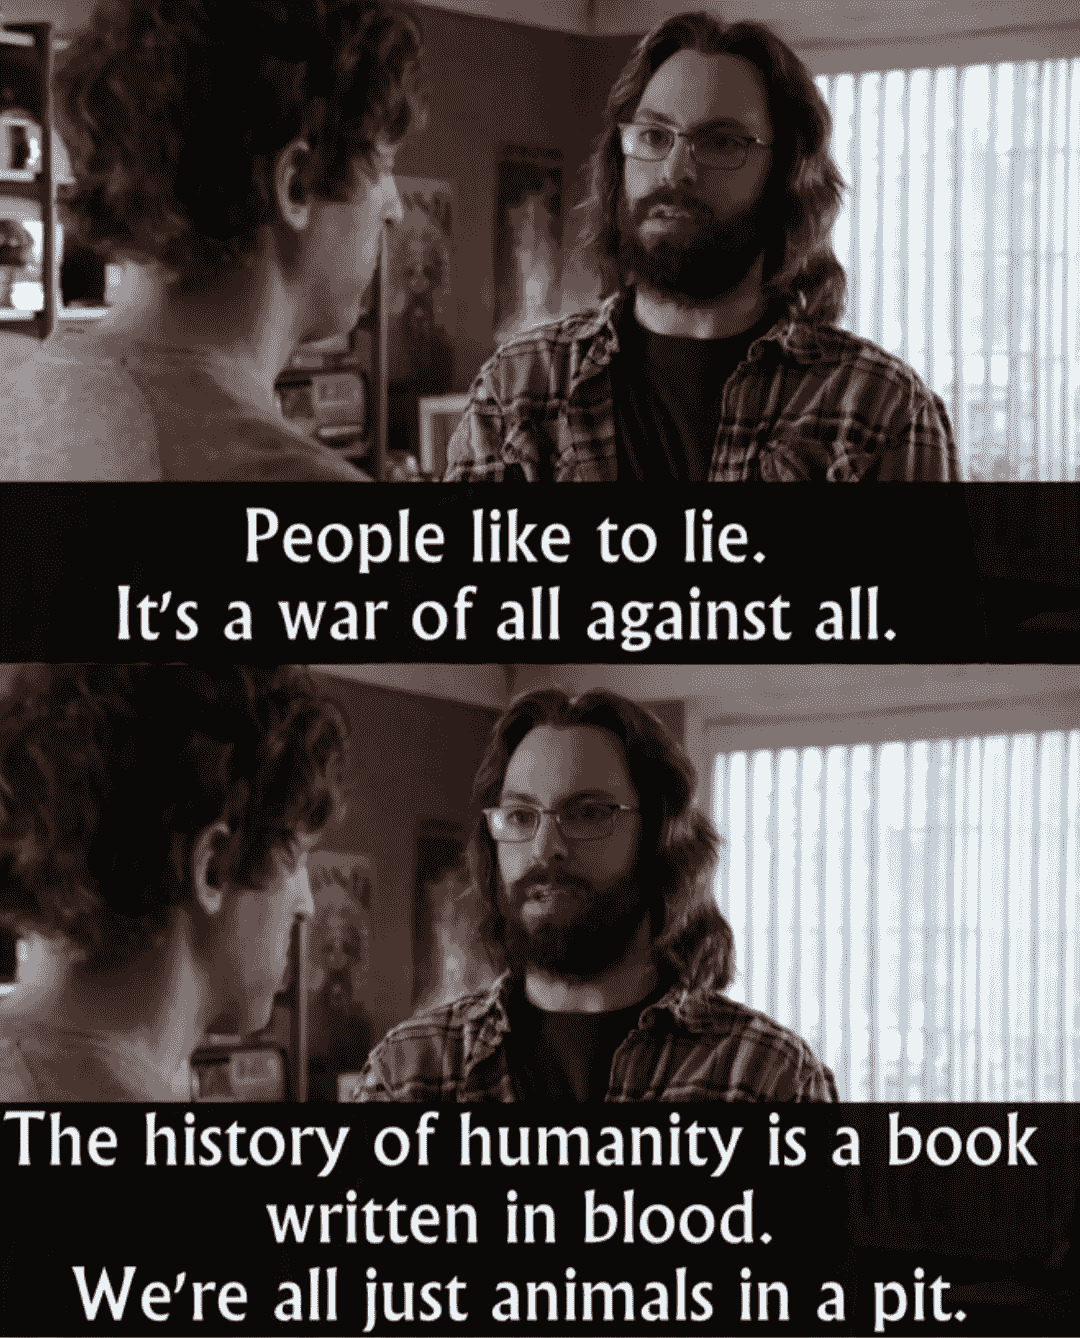 People like to lie.
It's a war of all against all.
The history of humanity is a book
written in blood.
We're all just animals in a pit.